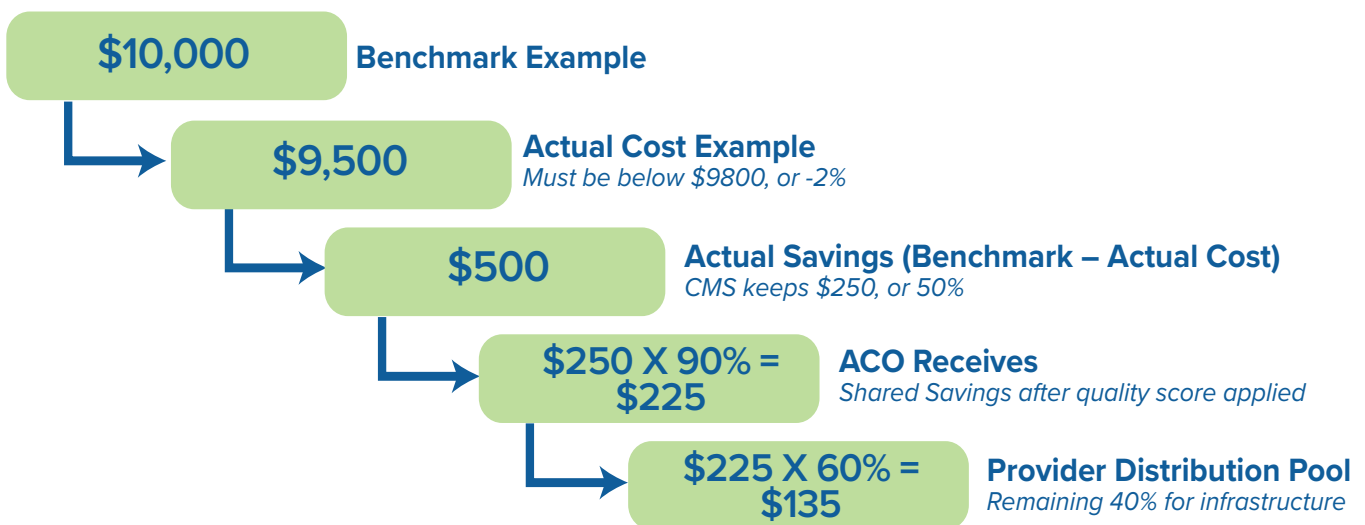 $10,000
Benchmark Example
$9,500
Actual Cost Example
Must be below $9800, or -2%
$500
Actual Savings (Benchmark – Actual Cost)
CMS keeps $250, or 50%
$250 X 90% =
$225
ACO Receives
Shared Savings after quality score applied
$225 X 60% =
$135
Provider Distribution Pool
Remaining 40% for infrastructure